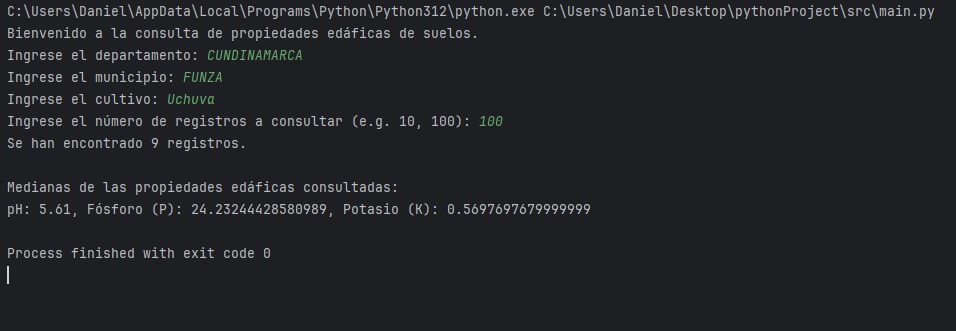 C:\Users\Daniel\AppData\Local\Programs\Python\Python312\python.exe C:\Users\Daniel\Desktop\pythonProject\src\main.py
Bienvenido a la consulta de propiedades edáficas de suelos.
Ingrese el departamento: CUNDINAMARCA
Ingrese el municipio: FUNZA
Ingrese el cultivo: Uchuva
Ingrese el número de registros a consultar (e.g. 10, 100): 100
Se han encontrado 9 registros.
Medianas de las propiedades edáficas consultadas:
pH: 5.61, Fósforo (P): 24.23244428580989, Potasio (K): 0.5697697679999999
Process finished with exit code 0